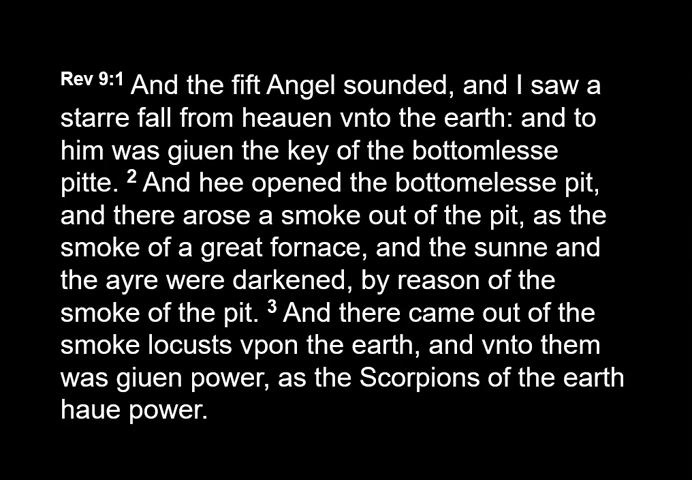 Rev 9:1 And the fift Angel sounded, and I saw a
starre fall from heauen vnto the earth: and to
him was giuen the key of the bottomlesse
pitte. 2 And hee opened the bottomelesse pit,
and there arose a smoke out of the pit, as the
smoke of a great fornace, and the sunne and
the ayre were darkened, by reason of the
smoke of the pit. 3 And there came out of the
smoke locusts vpon the earth, and vnto them
was giuen power, as the Scorpions of the earth
haue power.